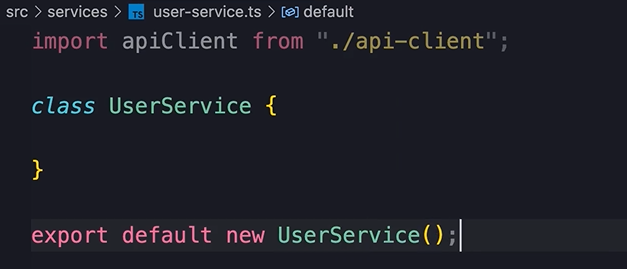 src > services > TS user-service.ts > default
import apiClient from "./api-client";
class UserService {
}
export default new UserService();